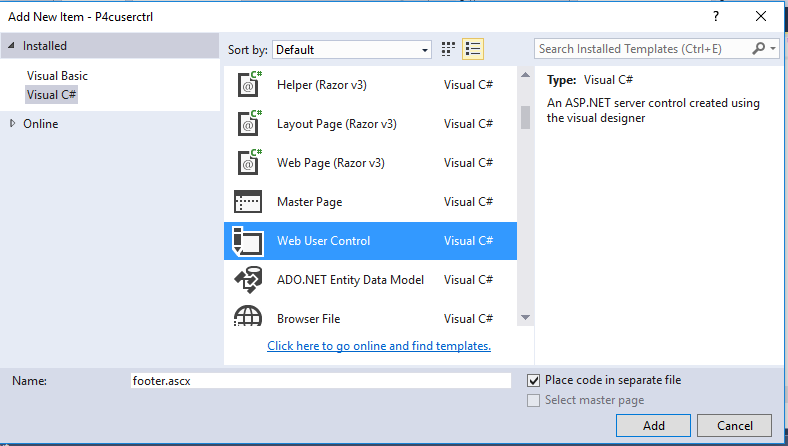 Add New Item - P4cuserctrl
?
Installed
Visual Basic
Visual C#
Online
Sort by: Default
Search Installed Templates (Ctrl+E)
C# @ Helper (Razor v3) Visual C#
C# @ Layout Page (Razor v3) Visual C#
C# @ Web Page (Razor v3) Visual C#
Master Page Visual C#
Web User Control Visual C#
ADO.NET Entity Data Model Visual C#
Browser File Visual C#
Click here to go online and find templates.
Type: Visual C#
An ASP.NET server control created using
the visual designer
Name: footer.ascx
Place code in separate file
Select master page
Add Cancel